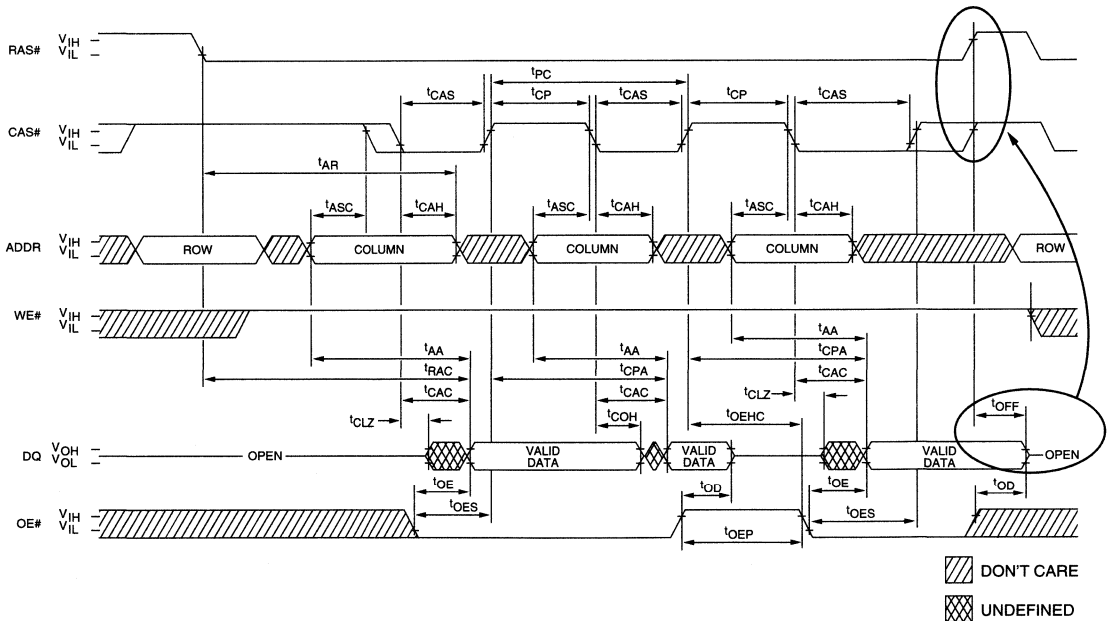 RAS# VIH
VIL
tPC
tCAS tCP tCAS tCP tCAS
CAS# VIH
VIL
tAR
tASC tCAH tASC tCAH tASC tCAH
ADDR VIH
VIL
ROW COLUMN COLUMN COLUMN ROW
WE# VIH
VIL
tAA tAA tAA
tRAC tCPA tCPA
tCAC tCAC tCAC
tCLZ tCOH tOEHC tCLZ tOFF
DQ VOH
VOL
OPEN VALID DATA VALID DATA VALID DATA OPEN
tOE tOD tOE tOD
tOES tOES
OE# VIH
VIL
tOEP
DON'T CARE
UNDEFINED